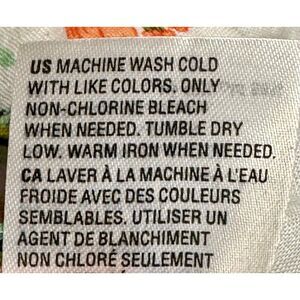 US MACHINE WASH COLD
WITH LIKE COLORS. ONLY
NON-CHLORINE BLEACH
WHEN NEEDED. TUMBLE DRY
LOW. WARM IRON WHEN NEEDED.
CA LAVER À LA MACHINE À L'EAU
FROIDE AVEC DES COULEURS
SEMBLABLES. UTILISER UN
AGENT DE BLANCHIMENT
NON CHLORÉ SEULEMENT